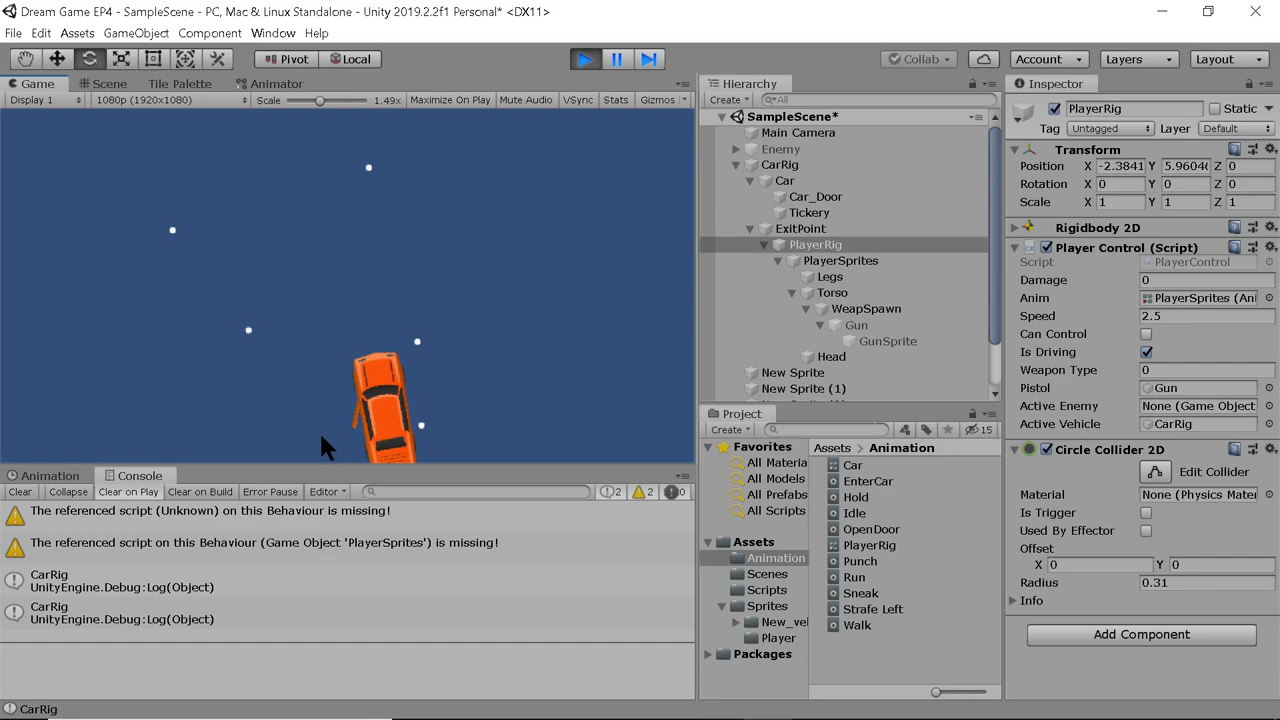 Dream Game EP4 - SampleScene - PC, Mac & Linux Standalone - Unity 2019.2.2f1 Personal* <DX11>
File Edit Assets GameObject Component Window Help
Pivot Local Collab Account Layers Layout
Game Scene Tile Palette Animator
Display 1 1080p (1920x1080) Scale 1.49x Maximize On Play Mute Audio VSync Stats Gizmos
Hierarchy
Create All
SampleScene*
Main Camera
Enemy
CarRig
Car
Car_Door
Tickery
ExitPoint
PlayerRig
PlayerSprites
Legs
Torso
WeapSpawn
Gun
GunSprite
Head
New Sprite
New Sprite (1)
Inspector
PlayerRig Static
Tag Untagged Layer Default
Transform
Position X -2.3841 Y 5.9604 Z 0
Rotation X 0 Y 0 Z 0
Scale X 1 Y 1 Z 1
Rigidbody 2D
Player Control (Script)
Script PlayerControl
Damage 0
Anim PlayerSprites (Ani
Speed 2.5
Can Control
Is Driving
Weapon Type 0
Pistol Gun
Active Enemy None (Game Object
Active Vehicle CarRig
Circle Collider 2D
Edit Collider
Material None (Physics Mate
Is Trigger
Used By Effector
Offset
X 0 Y 0
Radius 0.31
Info
Add Component
Project
Create 15
Favorites
All Materia
All Models
All Prefabs
All Scripts
Assets
Animation
Scenes
Scripts
Sprites
New_vel
Player
Packages
Assets Animation
Car
EnterCar
Hold
Idle
OpenDoor
PlayerRig
Punch
Run
Sneak
Strafe Left
Walk
Animation Console
Clear Collapse Clear on Play Clear on Build Error Pause Editor 2 2 0
The referenced script (Unknown) on this Behaviour is missing!
The referenced script on this Behaviour (Game Object 'PlayerSprites') is missing!
CarRig
UnityEngine.Debug:Log(Object)
CarRig
UnityEngine.Debug:Log(Object)
CarRig